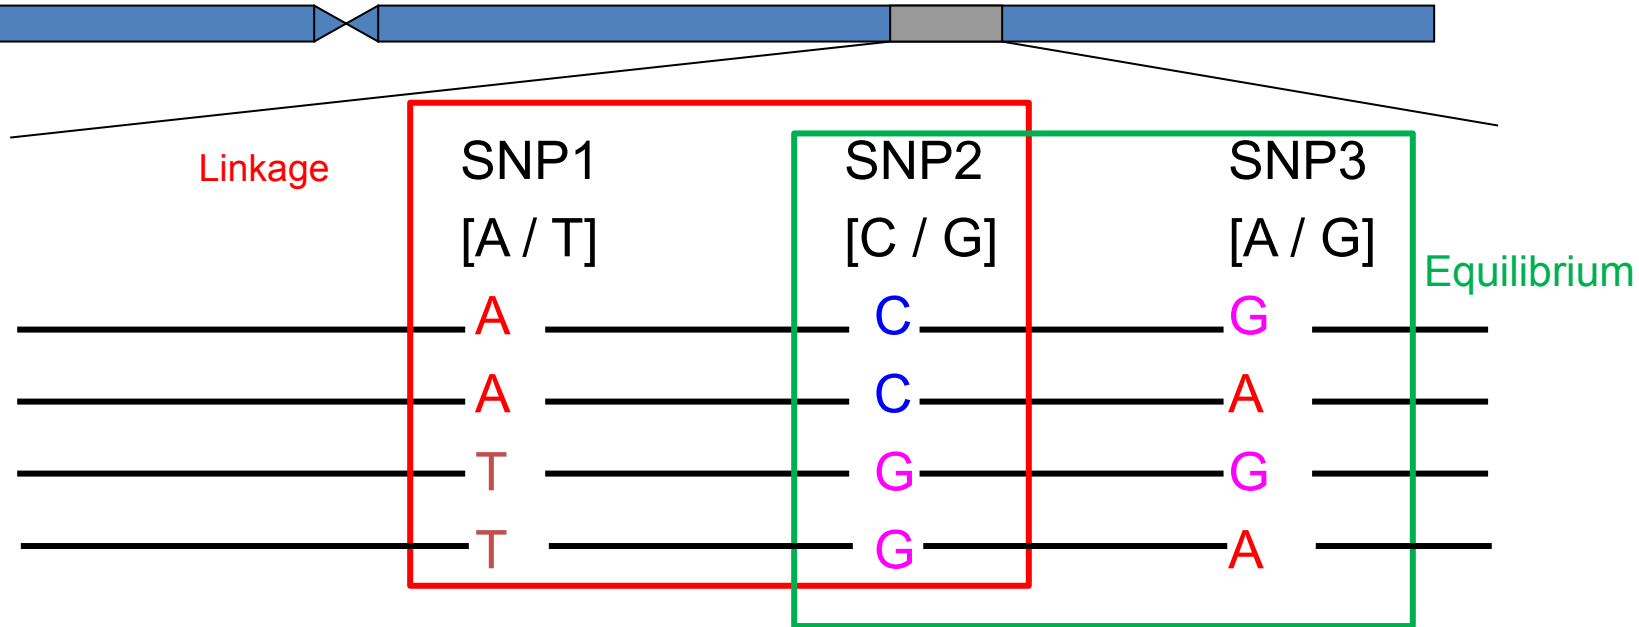 SNP1 SNP2 SNP3
Linkage
[A / T] [C / G] [A / G]
Equilibrium
A C G
A C A
T G G
T G A